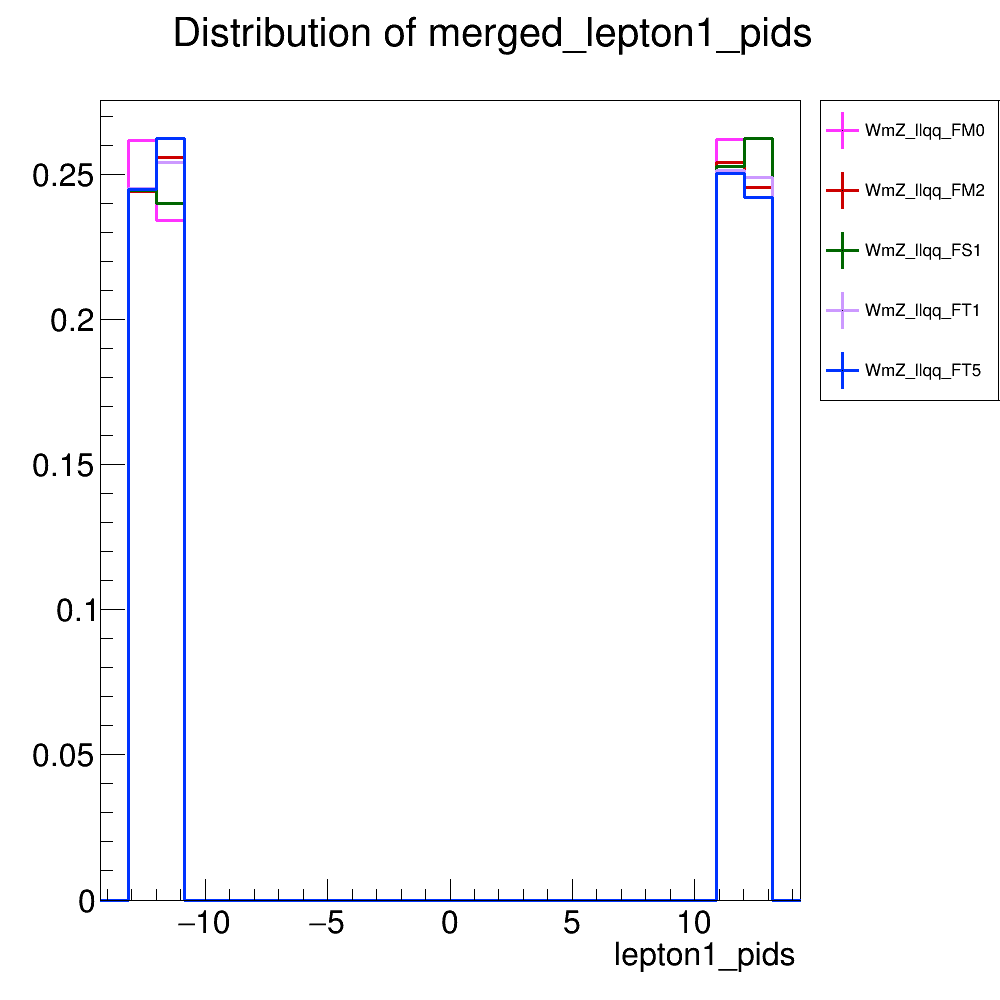 Distribution of merged_lepton1_pids
0.25
0.2
0.15
0.1
0.05
0
−10
−5
0
5
10
lepton1_pids
WmZ_llqq_FM0
WmZ_llqq_FM2
WmZ_llqq_FS1
WmZ_llqq_FT1
WmZ_llqq_FT5